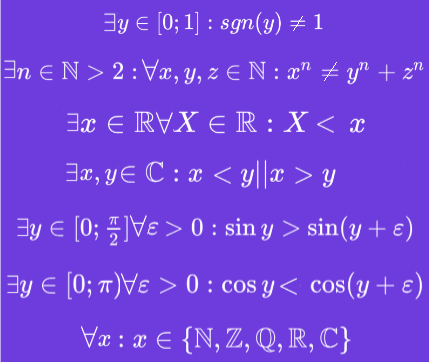 ∃y ∈ [0; 1] : sgn(y) ≠ 1
∃n ∈ ℕ > 2 : ∀x, y, z ∈ ℕ : xⁿ ≠ yⁿ + zⁿ
∃x ∈ ℝ∀X ∈ ℝ : X < x
∃x, y ∈ ℂ : x < y||x > y
∃y ∈ [0; π/2]∀ε > 0 : sin y > sin(y + ε)
∃y ∈ [0; π)∀ε > 0 : cos y < cos(y + ε)
∀x : x ∈ {ℕ, ℤ, ℚ, ℝ, ℂ}